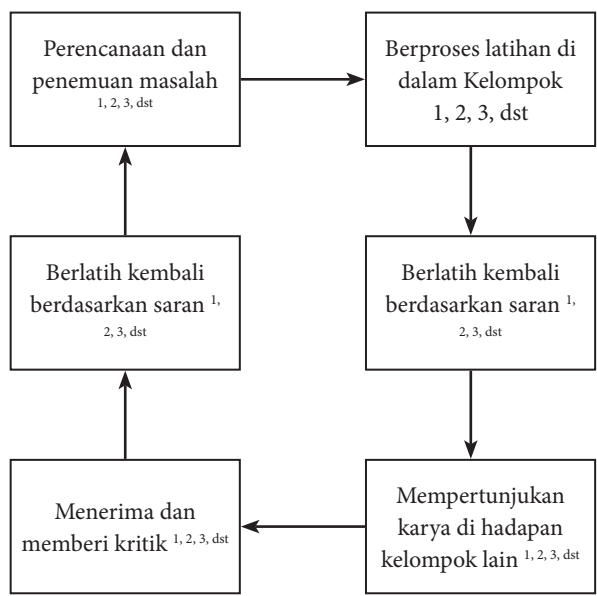 Perencanaan dan
penemuan masalah
1, 2, 3, dst
Berproses latihan di
dalam Kelompok
1, 2, 3, dst
Berlatih kembali
berdasarkan saran 1,
2, 3, dst
Berlatih kembali
berdasarkan saran 1,
2, 3, dst
Menerima dan
memberi kritik 1, 2, 3, dst
Mempertunjukan
karya di hadapan
kelompok lain 1, 2, 3, dst